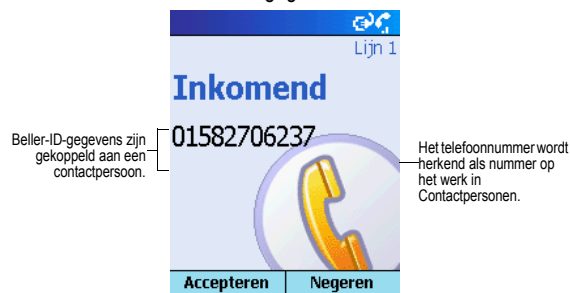 Lijn 1
Inkomend
01582706237
Beller-ID-gegevens zijn
gekoppeld aan een
contactpersoon.
Het telefoonnummer wordt
herkend als nummer op
het werk in
Contactpersonen.
Accepteren Negeren